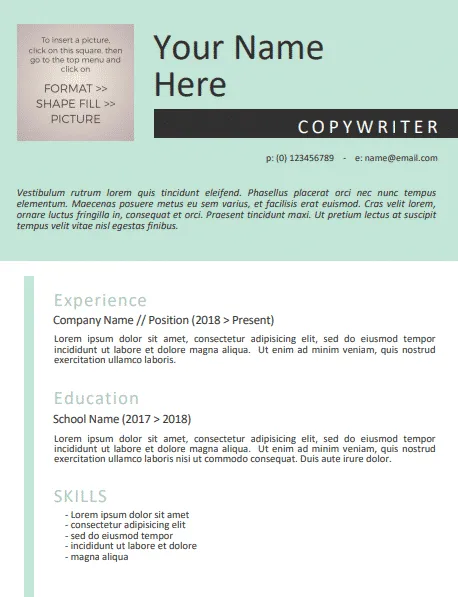 To insert a picture,
click on this square, then
go to the top menu and
click on
FORMAT >>
SHAPE FILL >>
PICTURE
Your Name
Here
COPYWRITER
p: (0) 123456789 - e: name@email.com
Vestibulum rutrum lorem quis tincidunt eleifend. Phasellus placerat orci nec nunc tempus
elementum. Maecenas posuere metus eu sem varius, et facilisis erat euismod. Cras velit lorem,
ornare luctus fringilla in, consequat et orci. Praesent tincidunt maxi. Ut pretium lectus at suscipit
tempus velit vitae nisl egestas finibus.
Experience
Company Name // Position (2018 > Present)
Lorem ipsum dolor sit amet, consectetur adipisicing elit, sed do eiusmod tempor
incididunt ut labore et dolore magna aliqua. Ut enim ad minim veniam, quis nostrud
exercitation ullamco laboris.
Education
School Name (2017 > 2018)
Lorem ipsum dolor sit amet, consectetur adipisicing elit, sed do eiusmod tempor
incididunt ut labore et dolore magna aliqua. Ut enim ad minim veniam, quis nostrud
exercitation ullamco laboris nisi ut commodo consequat. Duis aute irure dolor.
SKILLS
- Lorem ipsum dolor sit amet
- consectetur adipisicing elit
- sed do eiusmod tempor
- incididunt ut labore et dolore
- magna aliqua